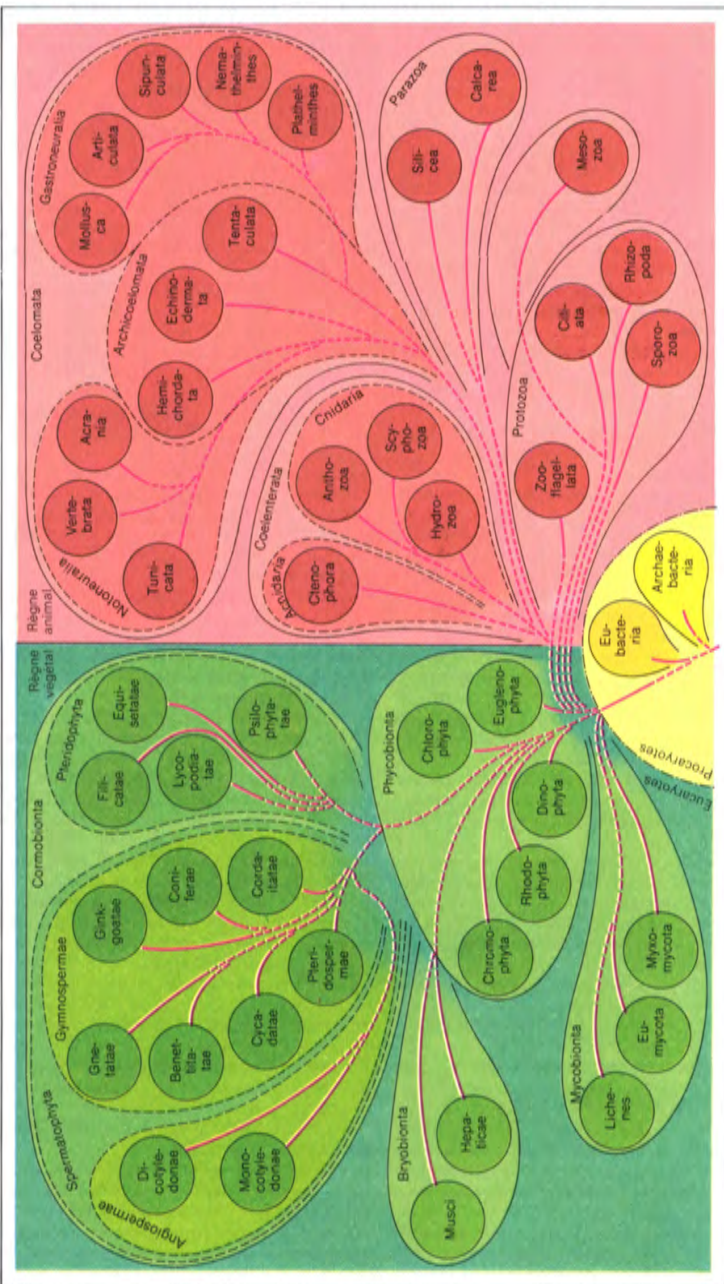 Règne
végétal
Spermatophyta
Angiospermae
Di-
cotyle-
donae
Mono-
cotyle-
donae
Gymnospermae
Gne-
tatae
Benet-
tita-
tae
Cyca-
datae
Gink-
goatae
Coni-
ferae
Corda-
itatae
Pteri-
dosper-
mae
Cormobionta
Pteridophyta
Fili-
catae
Equi-
setatae
Lyco-
podia-
tae
Psilo-
phyta-
tae
Bryobionta
Musci
Hepa-
ticae
Phycobionta
Chromo-
phyta
Rhodo-
phyta
Dino-
phyta
Chloro-
phyta
Eugleno-
phyta
Mycobionta
Liche-
nes
Eu-
mycota
Myxo-
mycota
Eucaryotes
Procaryotes
Eu-
bacteria
Archae-
bacte-
ria
Règne
animal
Coelomata
Notoneuralia
Tuni-
cata
Verte-
brata
Acra-
nia
Archicoelomata
Hemi-
chorda-
ta
Echino-
derma-
ta
Tenta-
culata
Gastroneuralia
Mollus-
ca
Arti-
culata
Sipun-
culata
Nema-
thelmin-
thes
Plathel-
minthes
Coelenterata
Acnidaria
Cteno-
phora
Cnidaria
Antho-
zoa
Scy-
pho-
zoa
Hydro-
zoa
Parazoa
Sili-
cea
Calca-
rea
Meso-
zoa
Protozoa
Zoo-
flagel-
lata
Cili-
ata
Rhizo-
poda
Sporo-
zoa